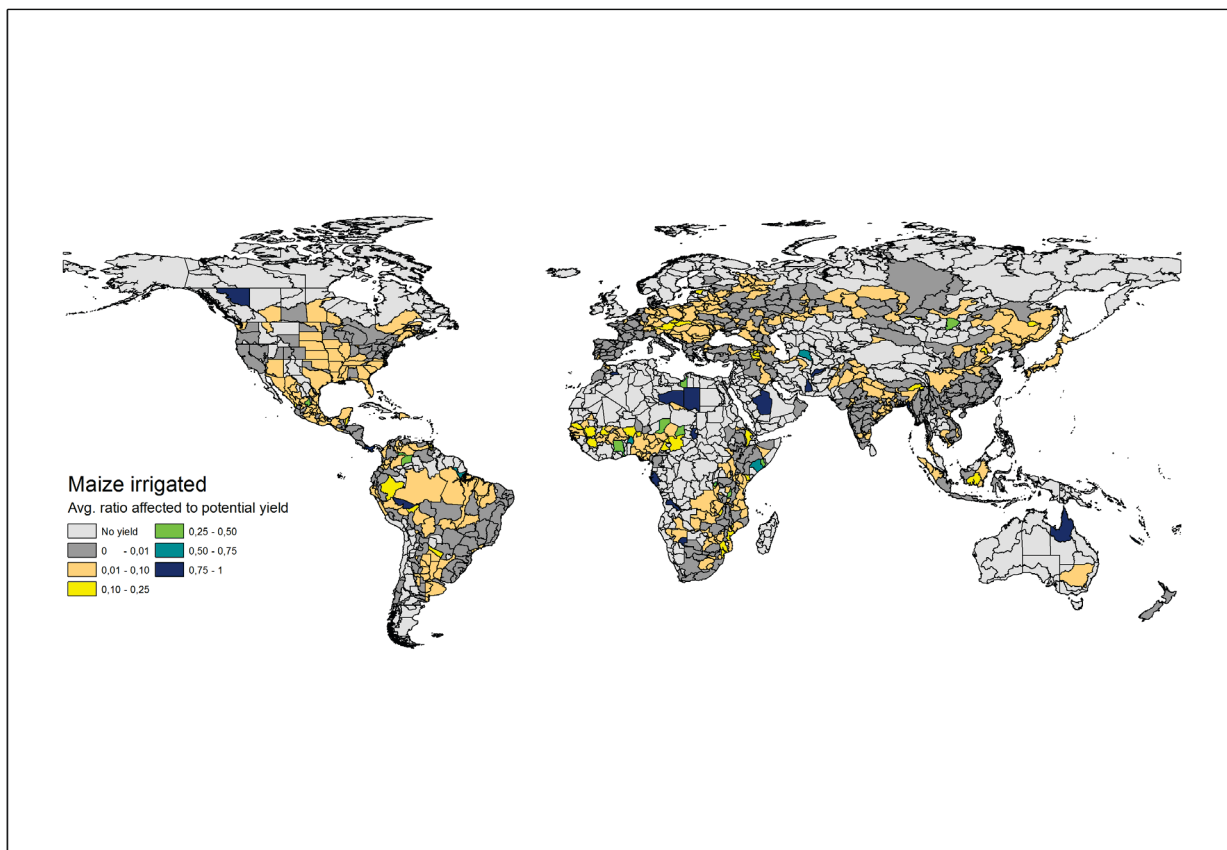 Maize irrigated
Avg. ratio affected to potential yield
No yield
0 - 0,01
0,01 - 0,10
0,10 - 0,25
0,25 - 0,50
0,50 - 0,75
0,75 - 1